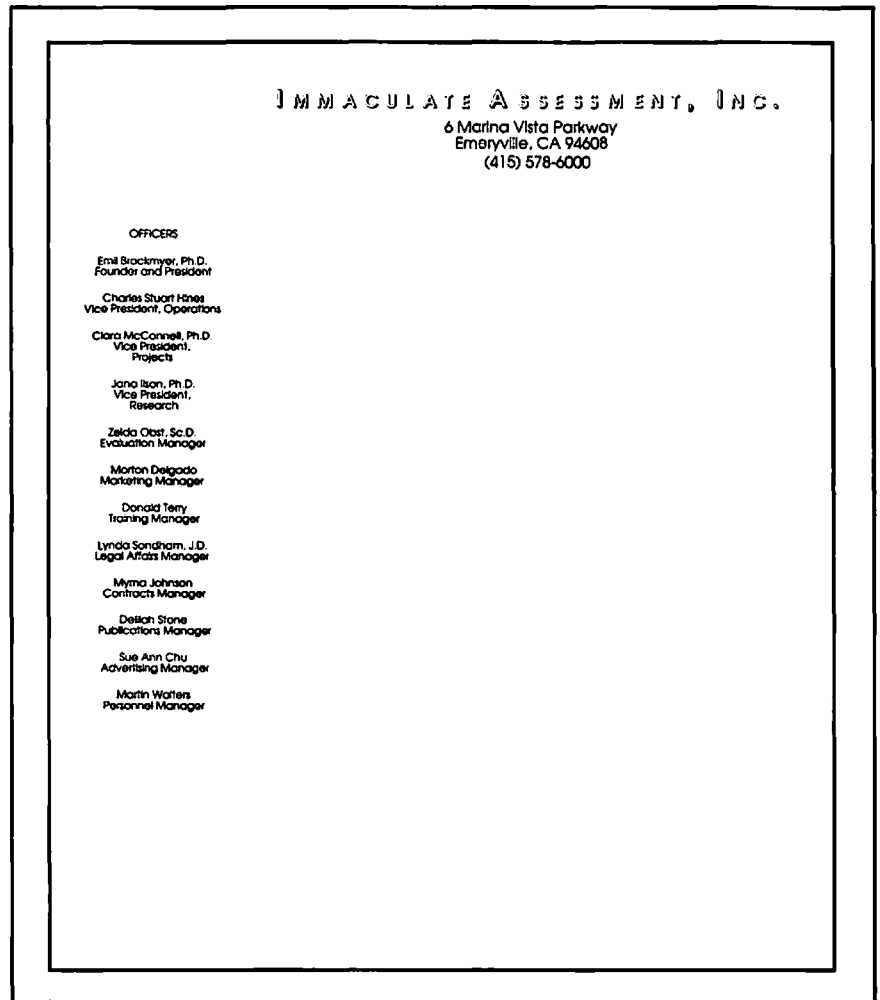 IMMACULATE ASSESSMENT, INC.
6 Marina Vista Parkway
Emeryville, CA 94608
(415) 578-6000
OFFICERS
Emil Brockmyer, Ph.D.
Founder and President
Charles Stuart Hines
Vice President, Operations
Clara McConnell, Ph.D.
Vice President,
Projects
Jana Ilson, Ph.D.
Vice President,
Research
Zelda Obst, Sc.D.
Evaluation Manager
Morton Delgado
Marketing Manager
Donald Terry
Training Manager
Lynda Sondham, J.D.
Legal Affairs Manager
Myrna Johnson
Contracts Manager
Delilah Stone
Publications Manager
Sue Ann Chu
Advertising Manager
Martin Walters
Personnel Manager